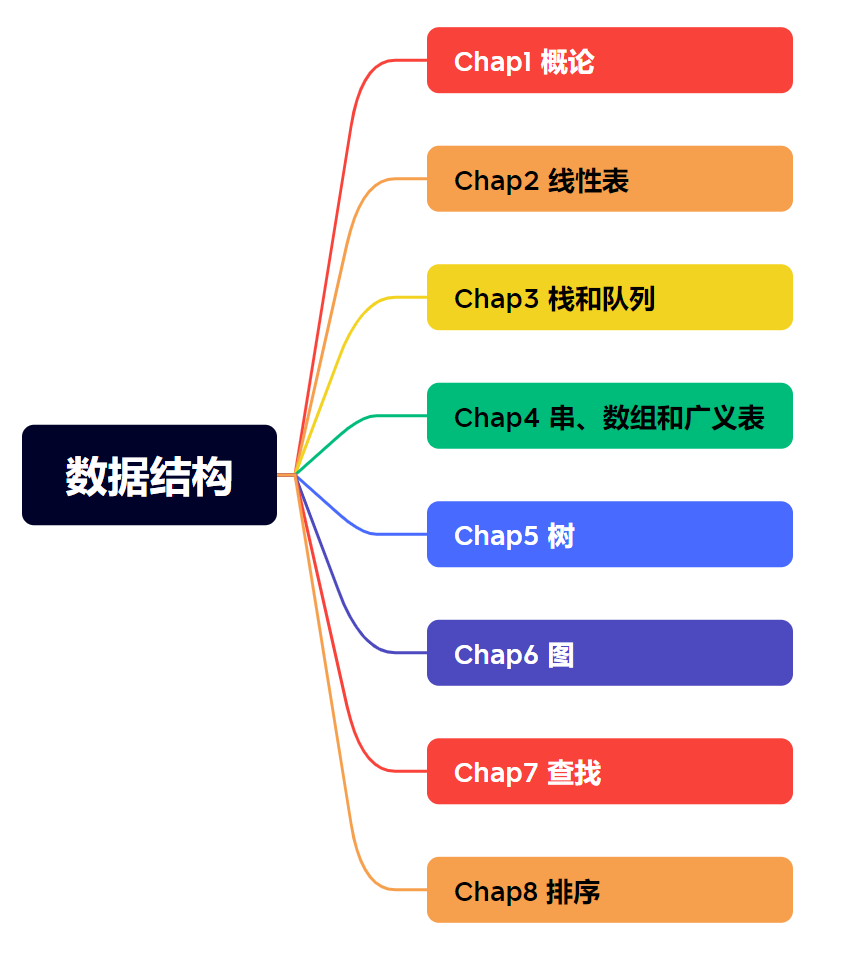 数据结构
Chap1 概论
Chap2 线性表
Chap3 栈和队列
Chap4 串、数组和广义表
Chap5 树
Chap6 图
Chap7 查找
Chap8 排序